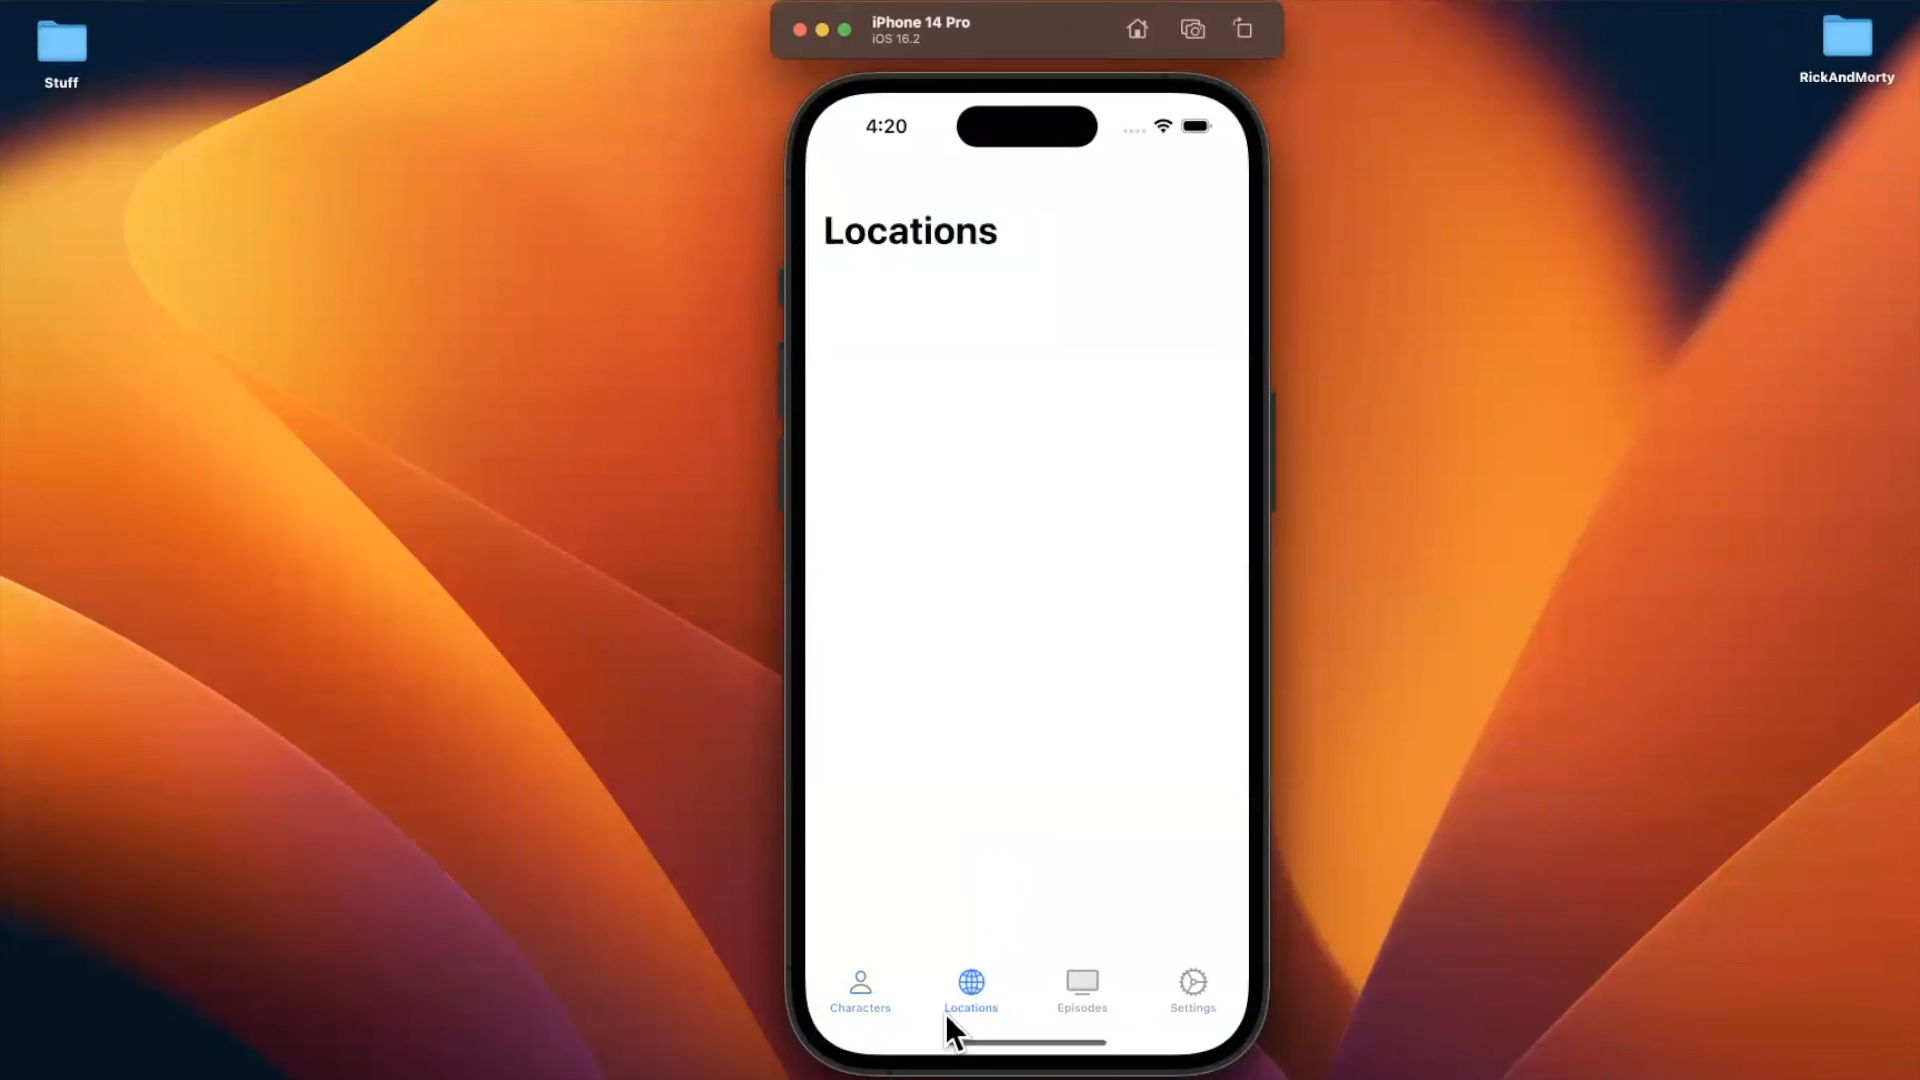 iPhone 14 Pro
iOS 16.2
Stuff
RickAndMorty
4:20
Locations
Characters
Locations
Episodes
Settings